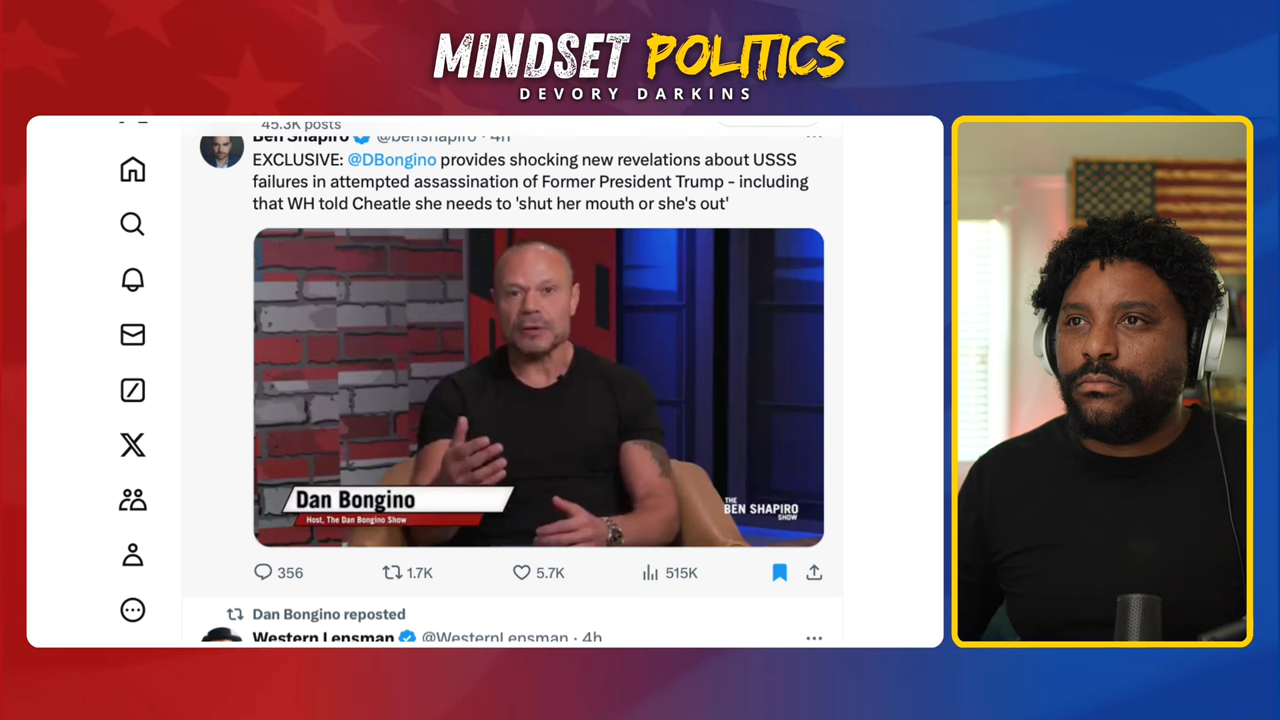 MINDSET POLITICS
DEVORY DARKINS
45.3K posts
Ben Shapiro @benshapiro · 4h
EXCLUSIVE: @DBongino provides shocking new revelations about USSS
failures in attempted assassination of Former President Trump - including
that WH told Cheatle she needs to 'shut her mouth or she's out'
Dan Bongino
Host, The Dan Bongino Show
THE
BEN SHAPIRO
SHOW
356 1.7K 5.7K 515K
Dan Bongino reposted
Western Lensman @WesternLensman · 4h